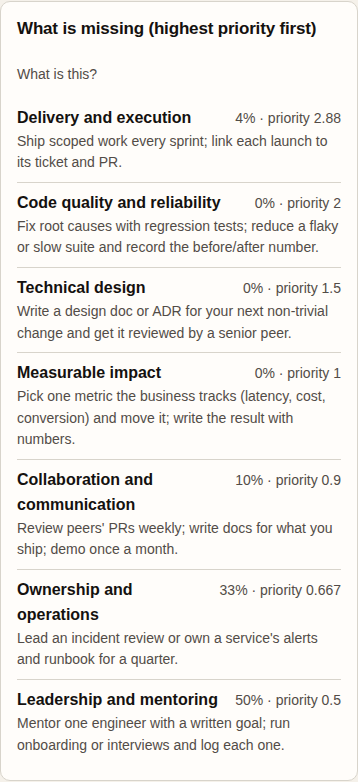 What is missing (highest priority first)
What is this?
Delivery and execution 4% · priority 2.88
Ship scoped work every sprint; link each launch to
its ticket and PR.
Code quality and reliability 0% · priority 2
Fix root causes with regression tests; reduce a flaky
or slow suite and record the before/after number.
Technical design 0% · priority 1.5
Write a design doc or ADR for your next non-trivial
change and get it reviewed by a senior peer.
Measurable impact 0% · priority 1
Pick one metric the business tracks (latency, cost,
conversion) and move it; write the result with
numbers.
Collaboration and 10% · priority 0.9
communication
Review peers' PRs weekly; write docs for what you
ship; demo once a month.
Ownership and 33% · priority 0.667
operations
Lead an incident review or own a service's alerts
and runbook for a quarter.
Leadership and mentoring 50% · priority 0.5
Mentor one engineer with a written goal; run
onboarding or interviews and log each one.